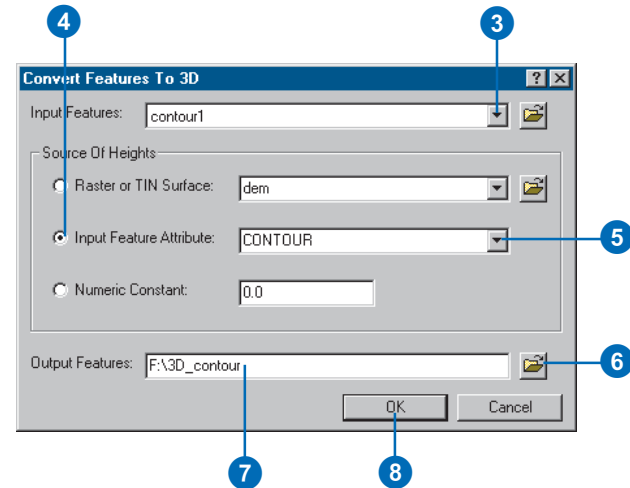 4
3
Convert Features To 3D
?
Input Features: contour1
Source Of Heights
Raster or TIN Surface: dem
Input Feature Attribute: CONTOUR
5
Numeric Constant: 0.0
Output Features: F:\3D_contour
6
OK Cancel
7
8